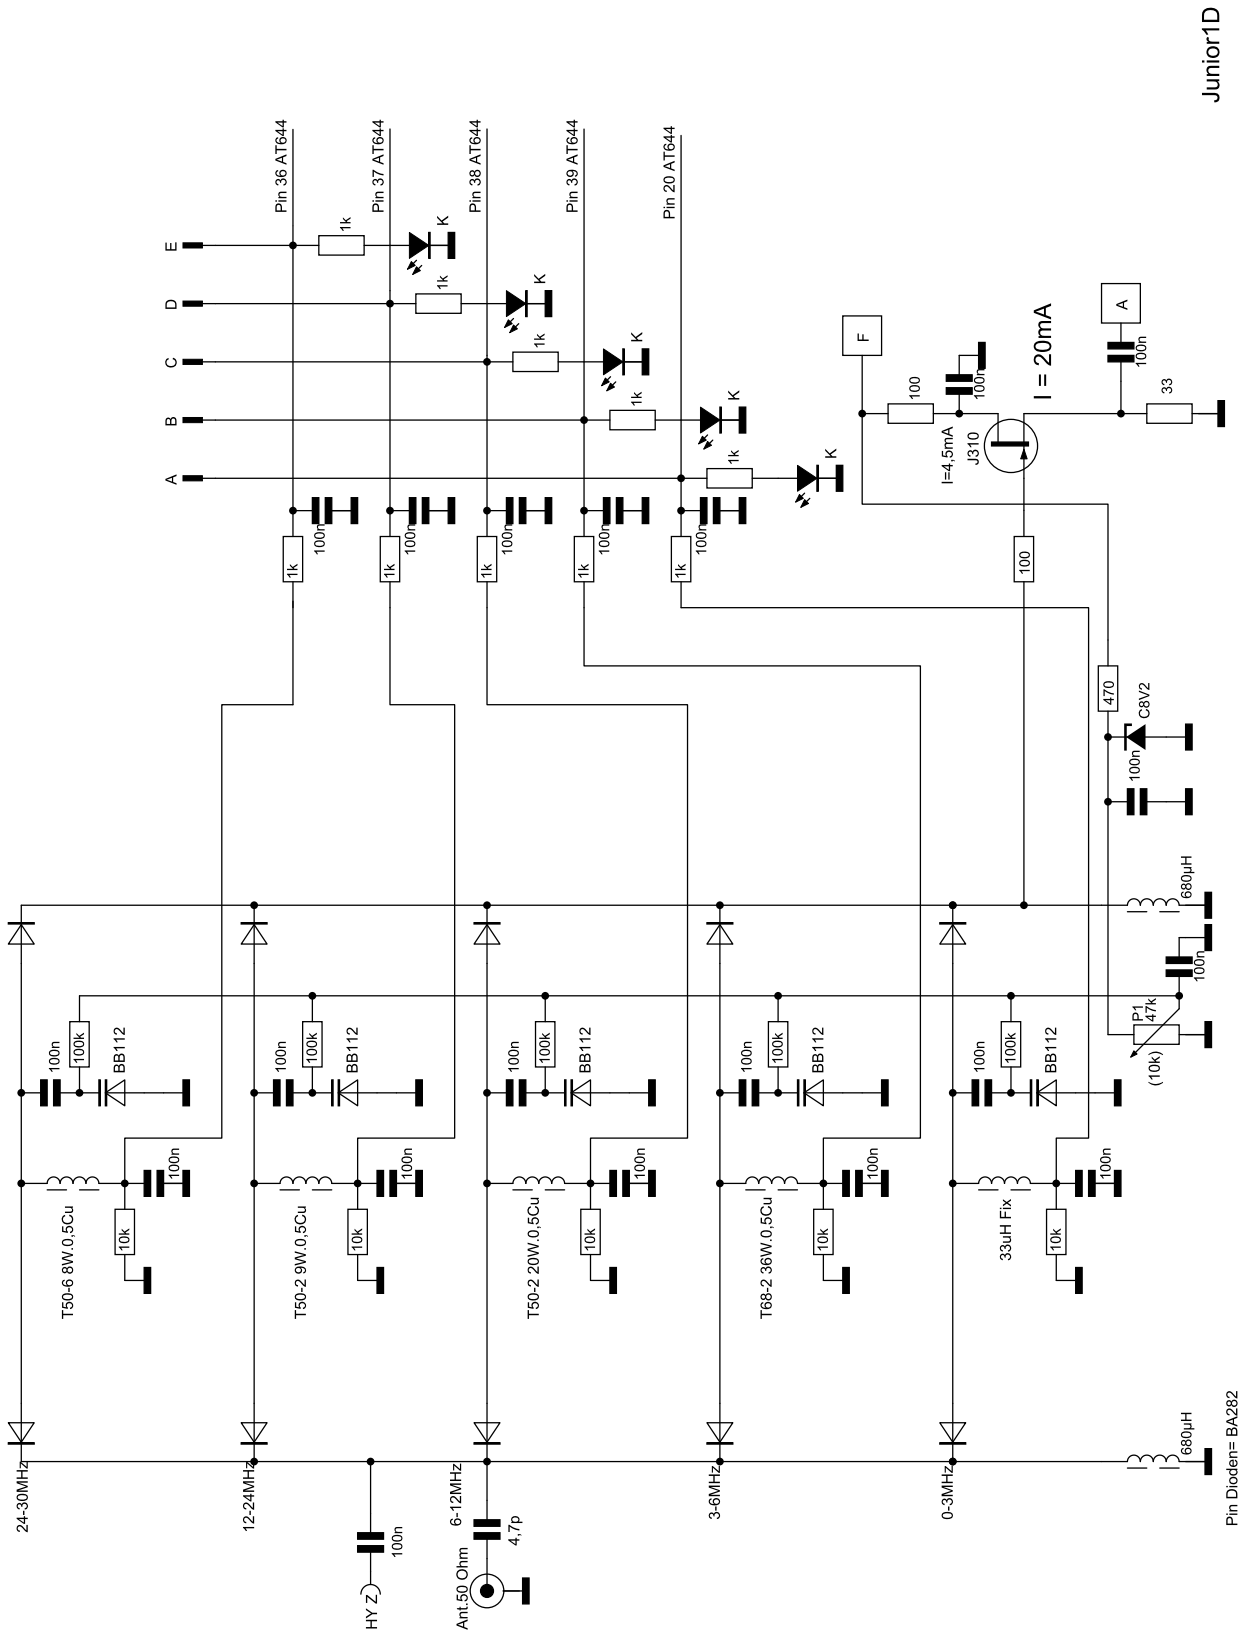 Junior1D
Pin 36 AT644
Pin 37 AT644
Pin 38 AT644
Pin 39 AT644
Pin 20 AT644
E
D
C
B
A
1k
K
1k
K
1k
K
1k
K
1k
K
100n
100n
100n
100n
100n
1k
1k
1k
1k
1k
F
100
100n
I=4,5mA
J310
I = 20mA
A
100n
33
100
470
C8V2
100n
680µH
100n
P1
47k
(10k)
100n
100k
BB112
100n
100k
BB112
100n
100k
BB112
100n
100k
BB112
100n
100k
BB112
100n
100n
100n
100n
100n
T50-6 8W.0,5Cu
10k
T50-2 9W.0,5Cu
10k
T50-2 20W.0,5Cu
10k
T68-2 36W.0,5Cu
10k
33uH Fix
10k
24-30MHz
12-24MHz
6-12MHz
3-6MHz
0-3MHz
680µH
HY Z
100n
Ant.50 Ohm
4,7p
Pin Dioden= BA282